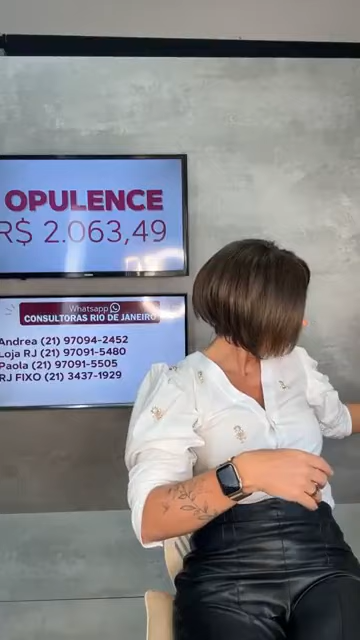 OPULENCE
R$ 2.063,49
Whatsapp
CONSULTORAS RIO DE JANEIRO
Andrea (21) 97094-2452
Loja RJ (21) 97091-5480
Paola (21) 97091-5505
RJ FIXO (21) 3437-1929